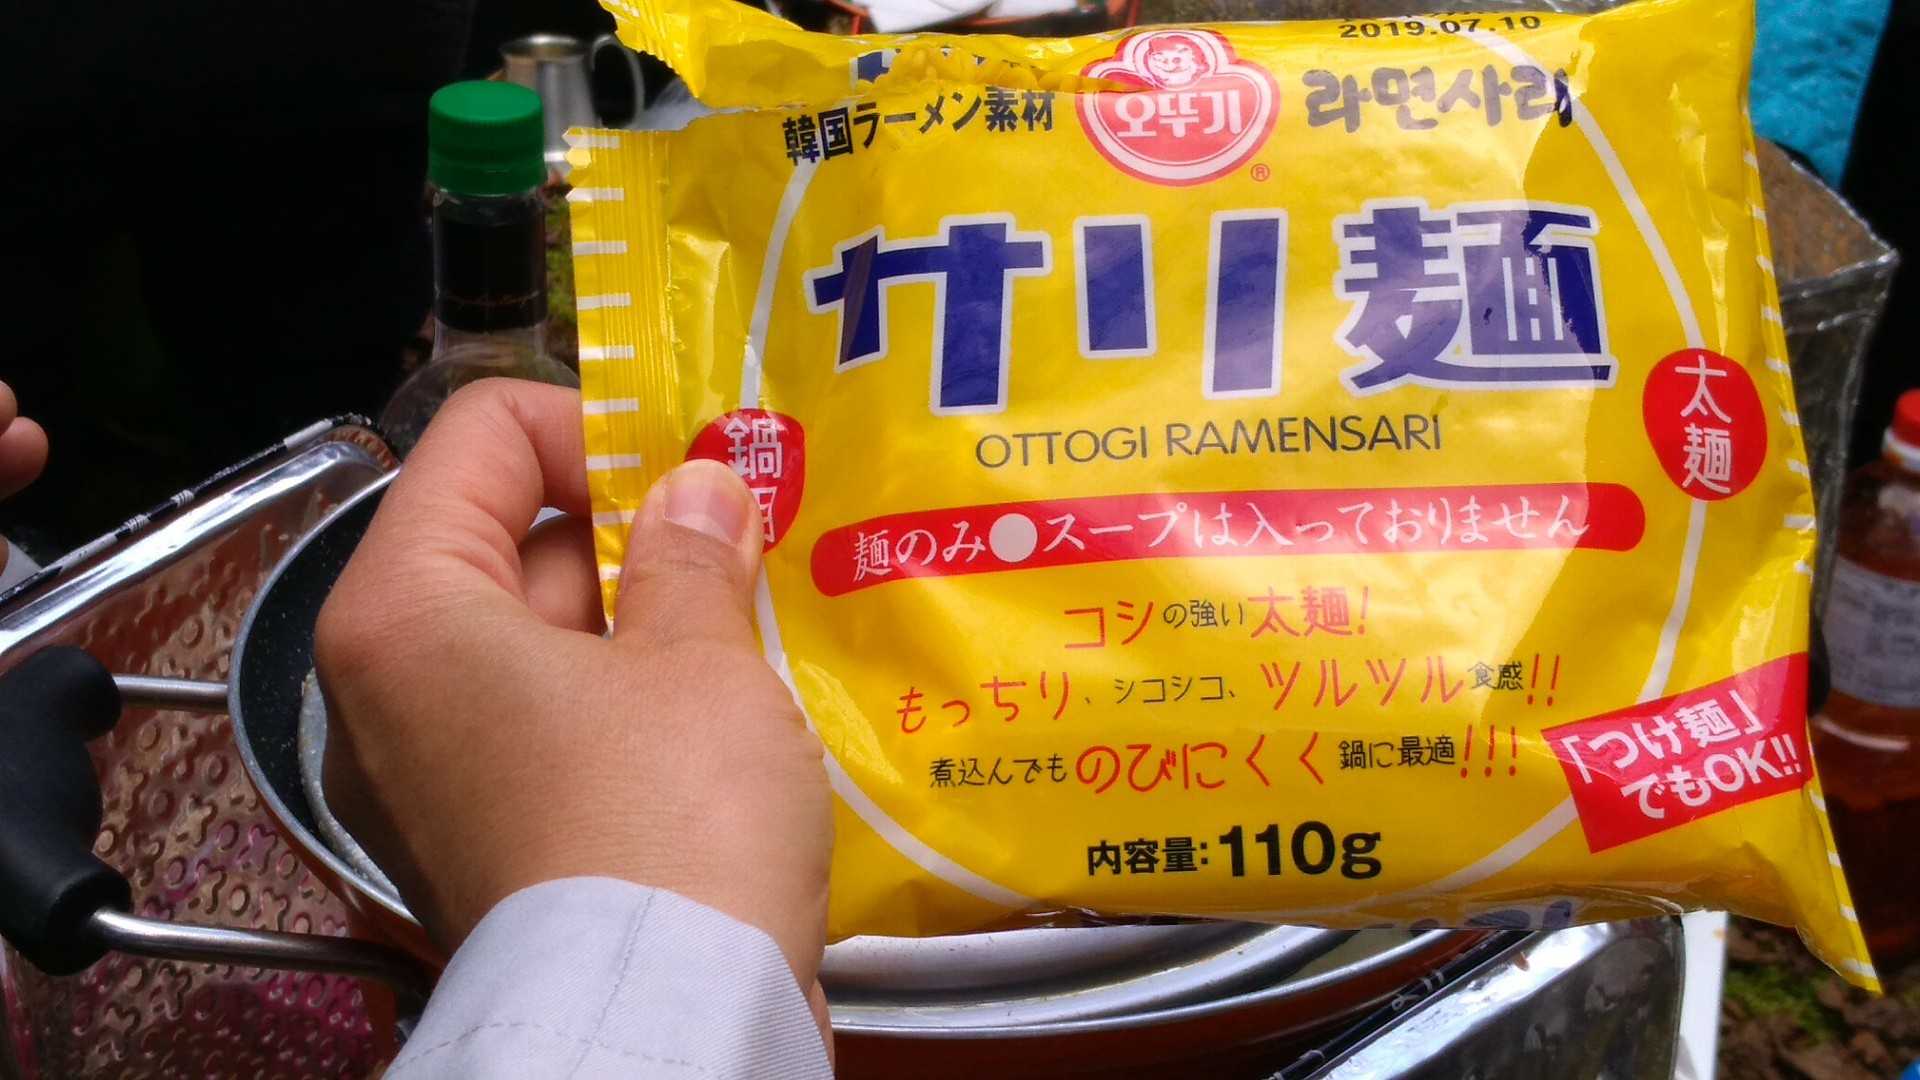 2019.07.10
韓国ラーメン素材
오뚜기
®
라면사리
サリ麺
OTTOGI RAMENSARI
太麺
鍋用
麺のみ●スープは入っておりません
コシの強い太麺!
もっちり、シコシコ、ツルツル食感!!
煮込んでものびにくく鍋に最適!!!
「つけ麺」
でもOK!!
内容量:110g